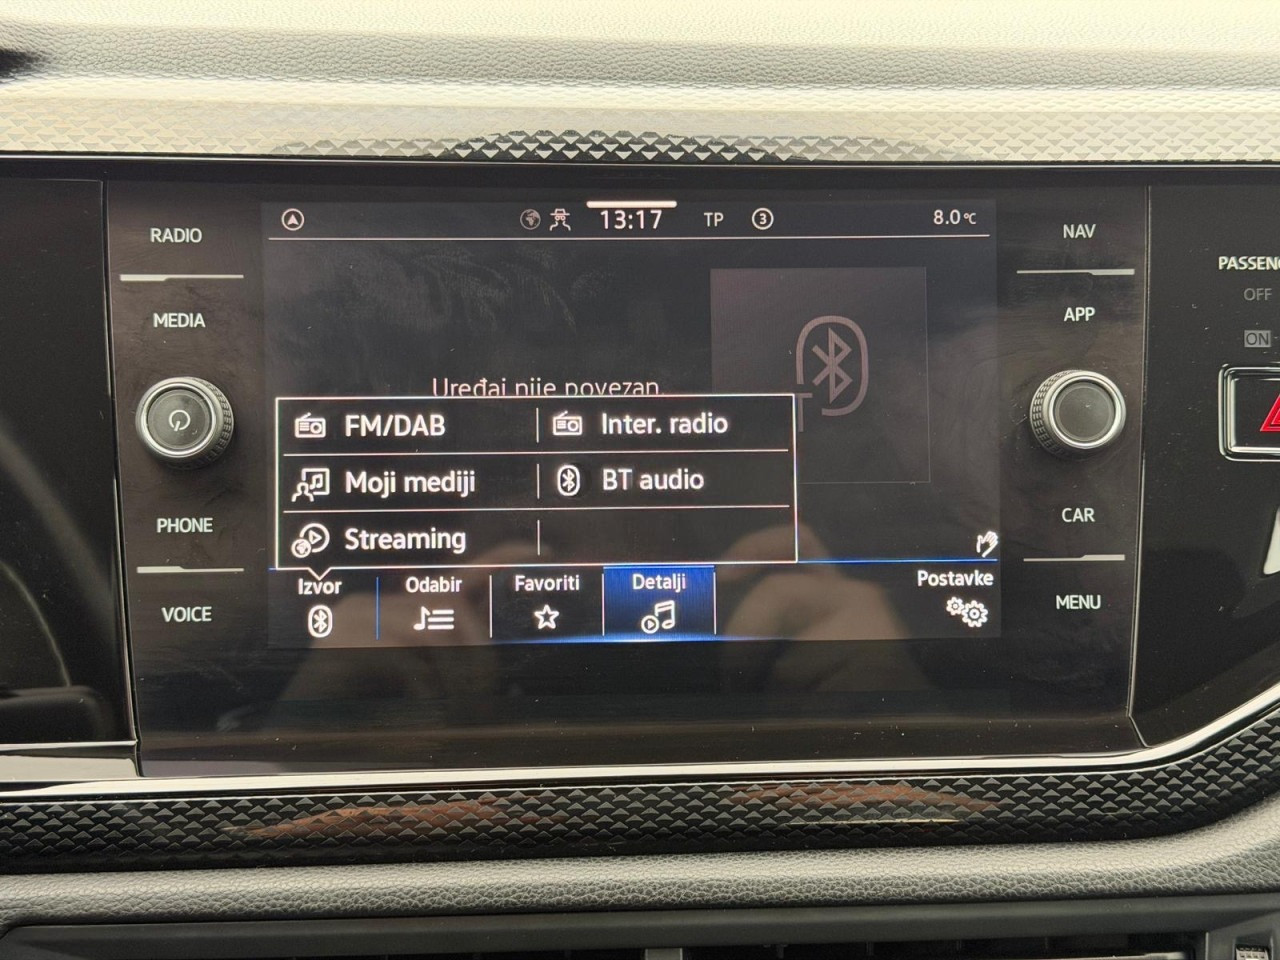 RADIO
MEDIA
PHONE
VOICE
13:17 TP 3 8.0°C
Uređaj nije povezan.
FM/DAB Inter. radio
Moji mediji BT audio
Streaming
Izvor Odabir Favoriti Detalji Postavke
NAV
APP
CAR
MENU
PASSENG
OFF
ON